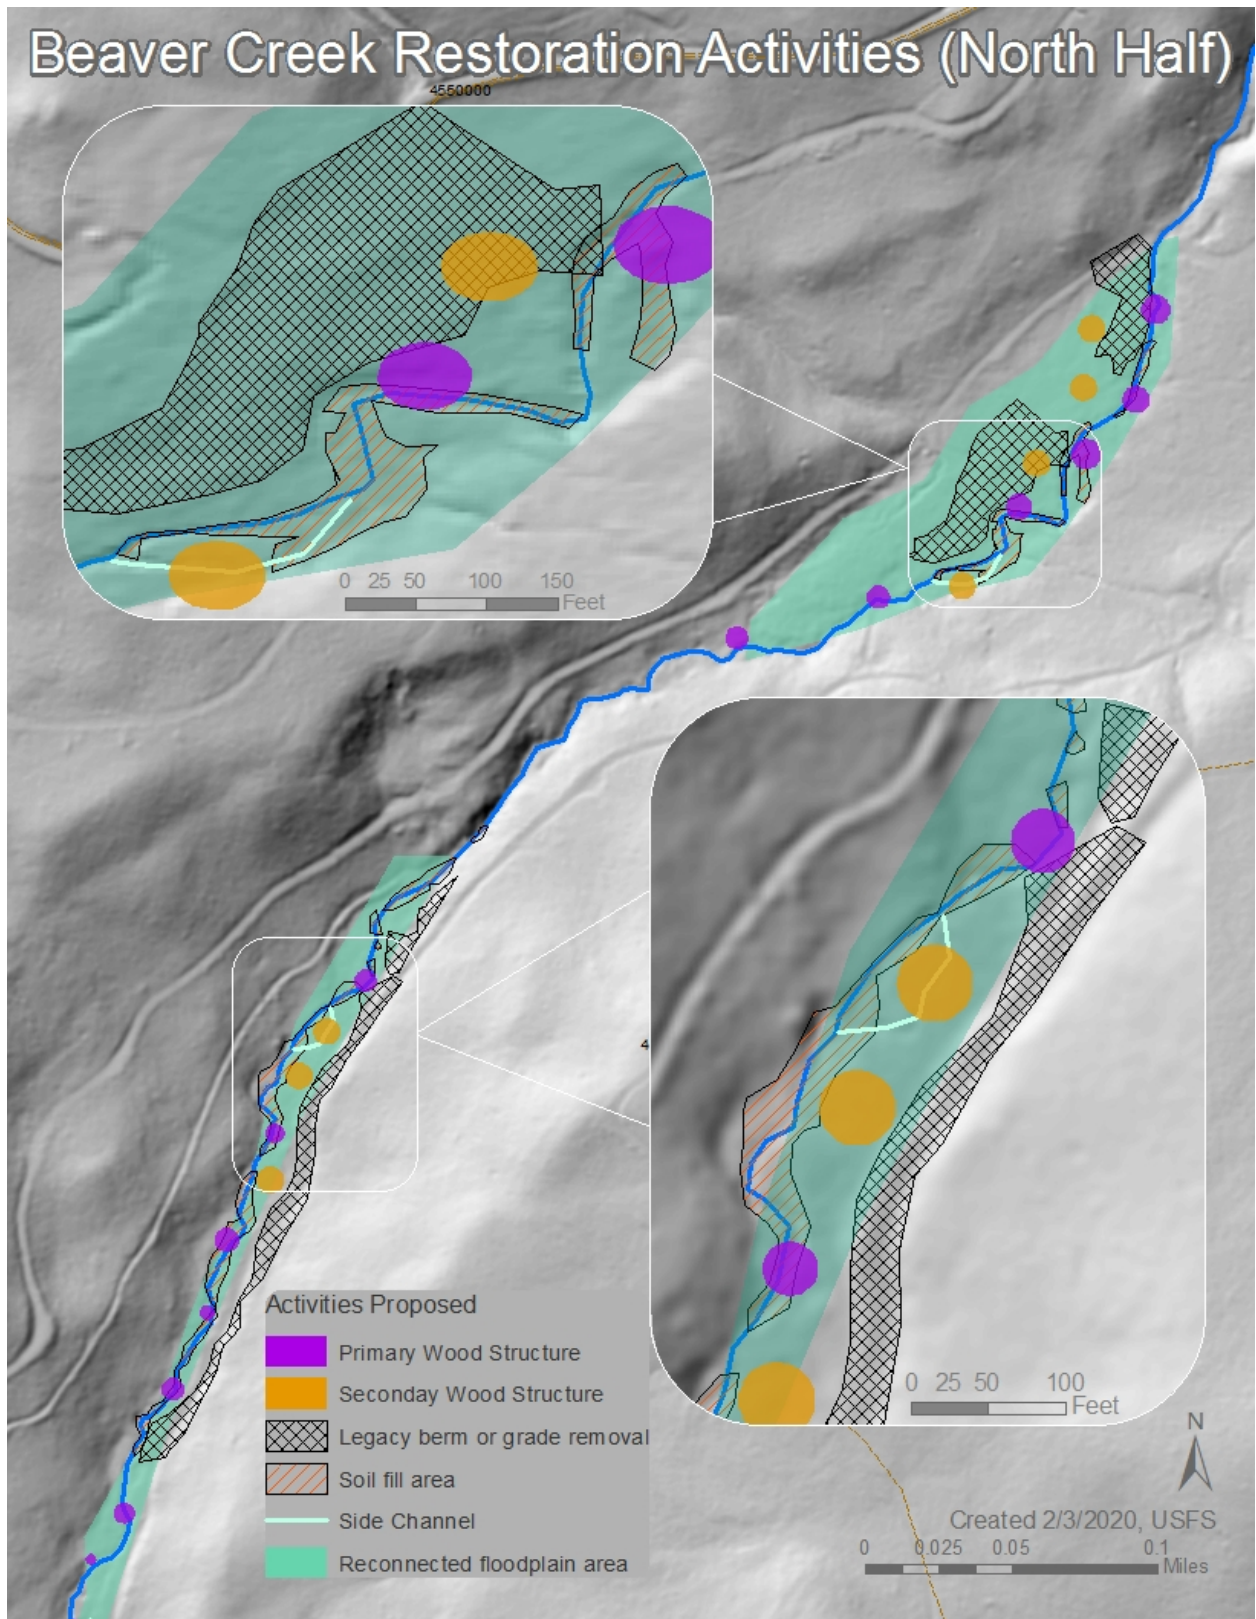 Beaver Creek Restoration Activities (North Half)
4550000
0 25 50 100 150
Feet
4
Activities Proposed
Primary Wood Structure
Seconday Wood Structure
Legacy berm or grade removal
Soil fill area
Side Channel
Reconnected floodplain area
0 25 50 100
Feet
N
Created 2/3/2020, USFS
0 0.025 0.05 0.1
Miles